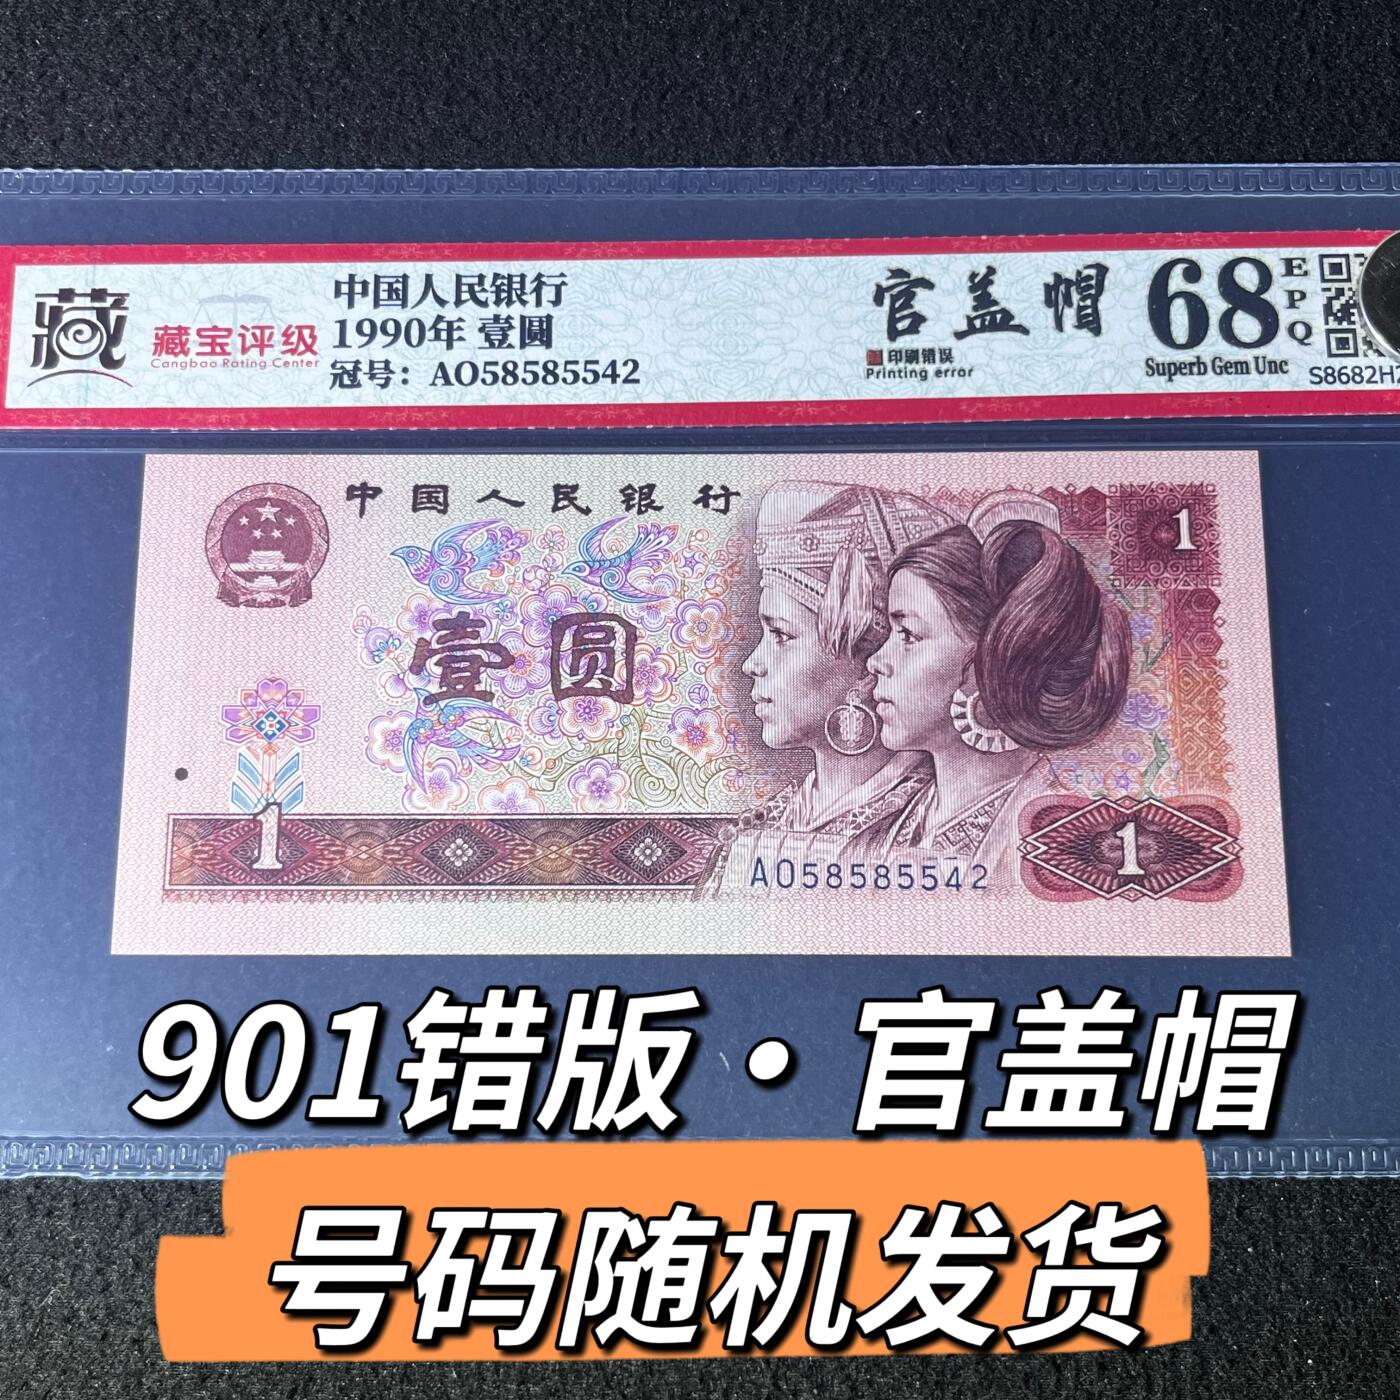 藏
藏宝评级
Cangbao Rating Center
中国人民银行
1990年 壹圓
冠号：AO58585542
官盖帽
印刷错误
Printing error
68
EPQ
Superb Gem Unc
S8682H
中国人民银行
1
壹圆
1
AO58585542
1
901错版·官盖帽
号码随机发货